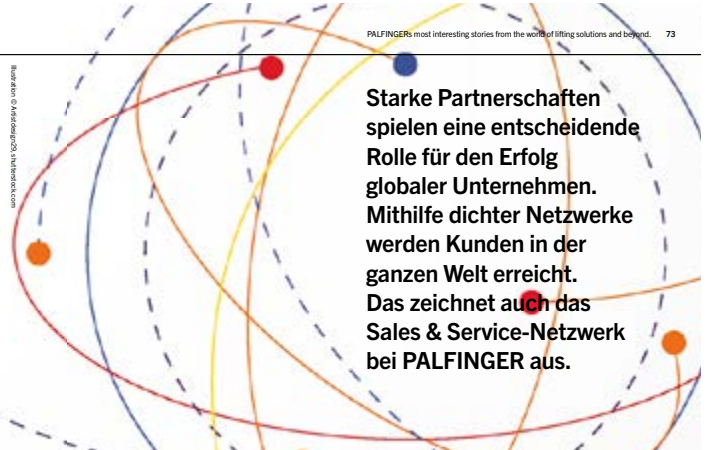 PALFINGERs most interesting stories from the world of lifting solutions and beyond. 73
Illustration © Artistdesign29, shutterstock.com
Starke Partnerschaften
spielen eine entscheidende
Rolle für den Erfolg
globaler Unternehmen.
Mithilfe dichter Netzwerke
werden Kunden in der
ganzen Welt erreicht.
Das zeichnet auch das
Sales & Service-Netzwerk
bei PALFINGER aus.